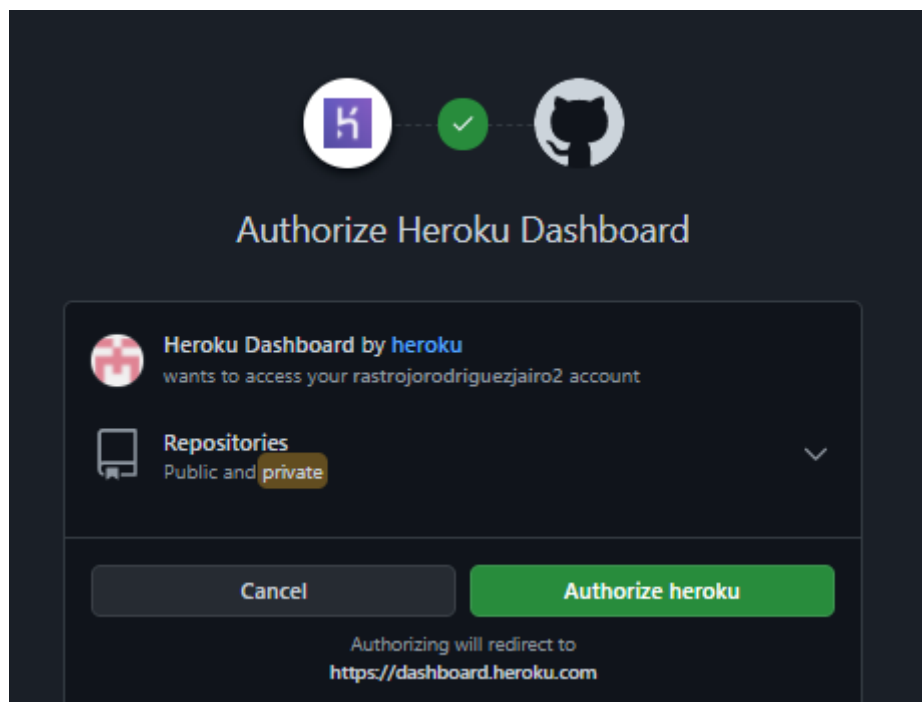 Authorize Heroku Dashboard
Heroku Dashboard by heroku
wants to access your rastrojorodriguezjairo2 account
Repositories
Public and private
Cancel
Authorize heroku
Authorizing will redirect to
https://dashboard.heroku.com